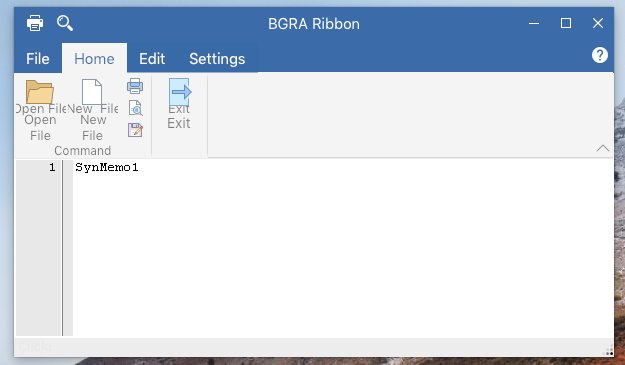 BGRA Ribbon
File Home Edit Settings ?
Open File New File Exit
Open New Exit
File File
Command
1 SynMemo1